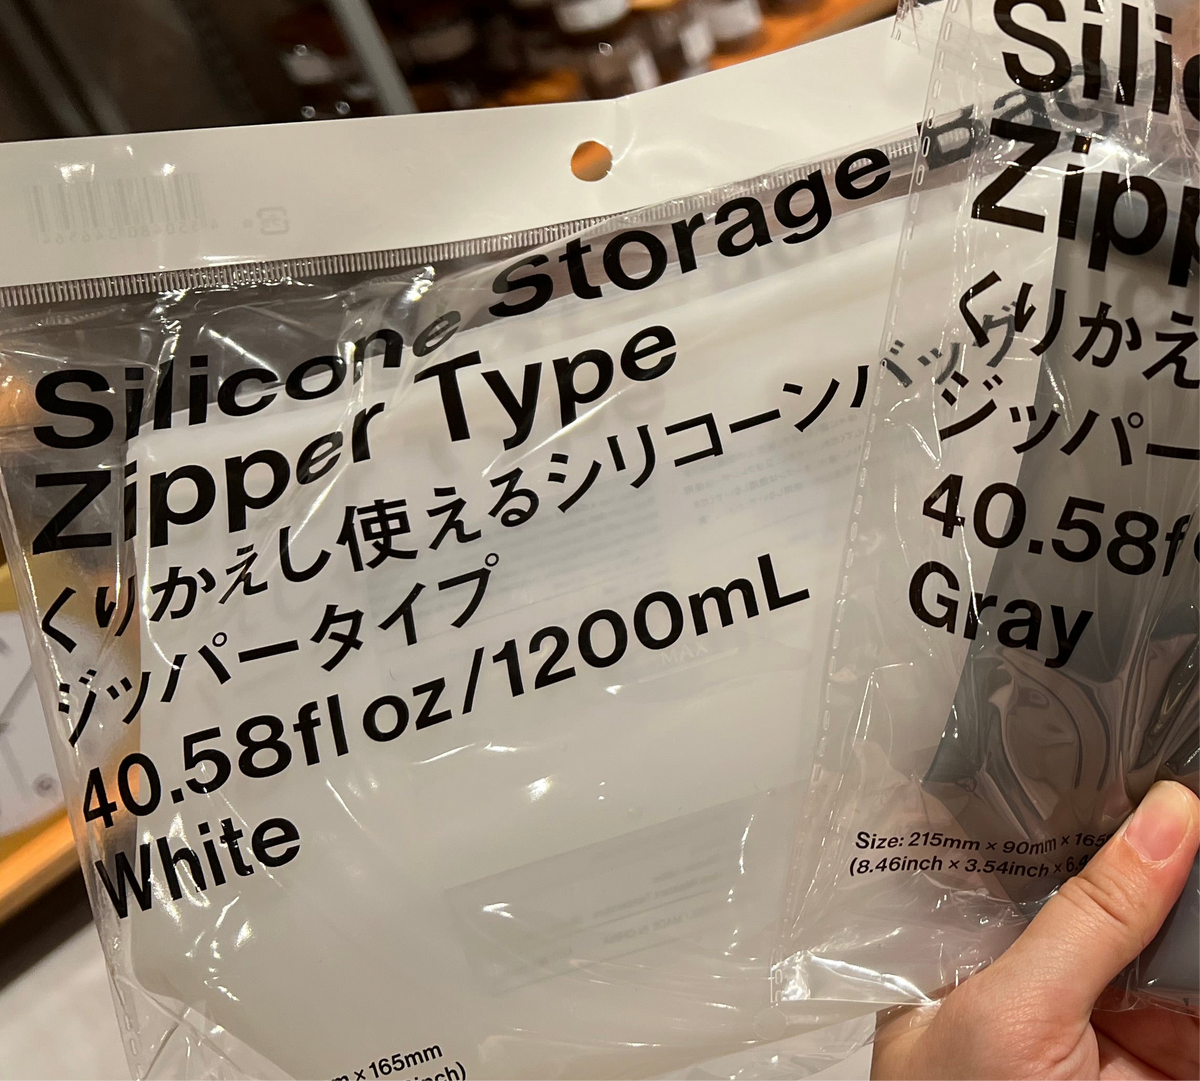 Silicone Storage Bag
Zipper Type
くりかえし使えるシリコーンバッグ
ジッパータイプ
40.58fl oz/1200mL
White
× 165mm
Zipp
くりかえ
ジッパー
40.58f
Gray
Size: 215mm × 90mm × 165
(8.46inch × 3.54inch ×